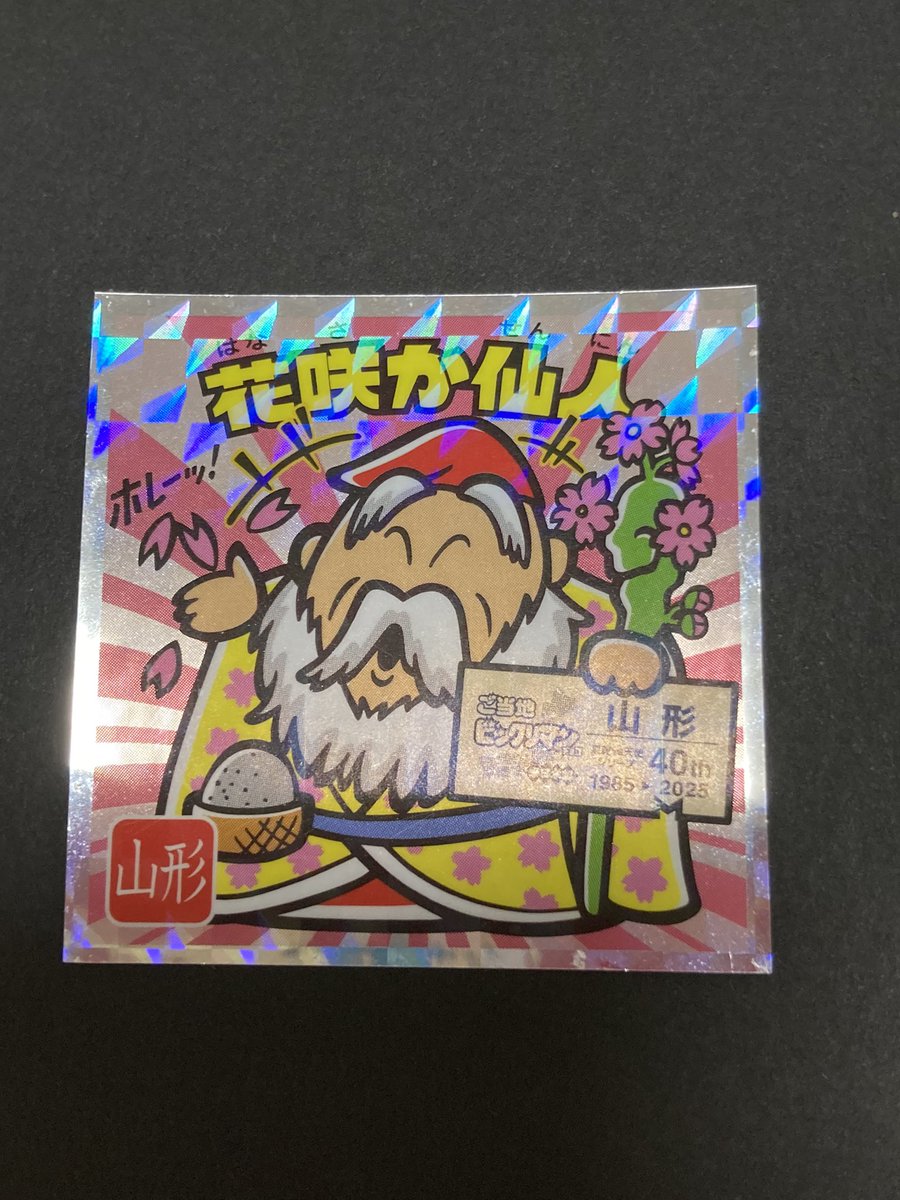 はな さ せんにん
花咲か仙人
ホレーッ!
ご当地
ビックリマン
山形
40th
1985▶2025
山形